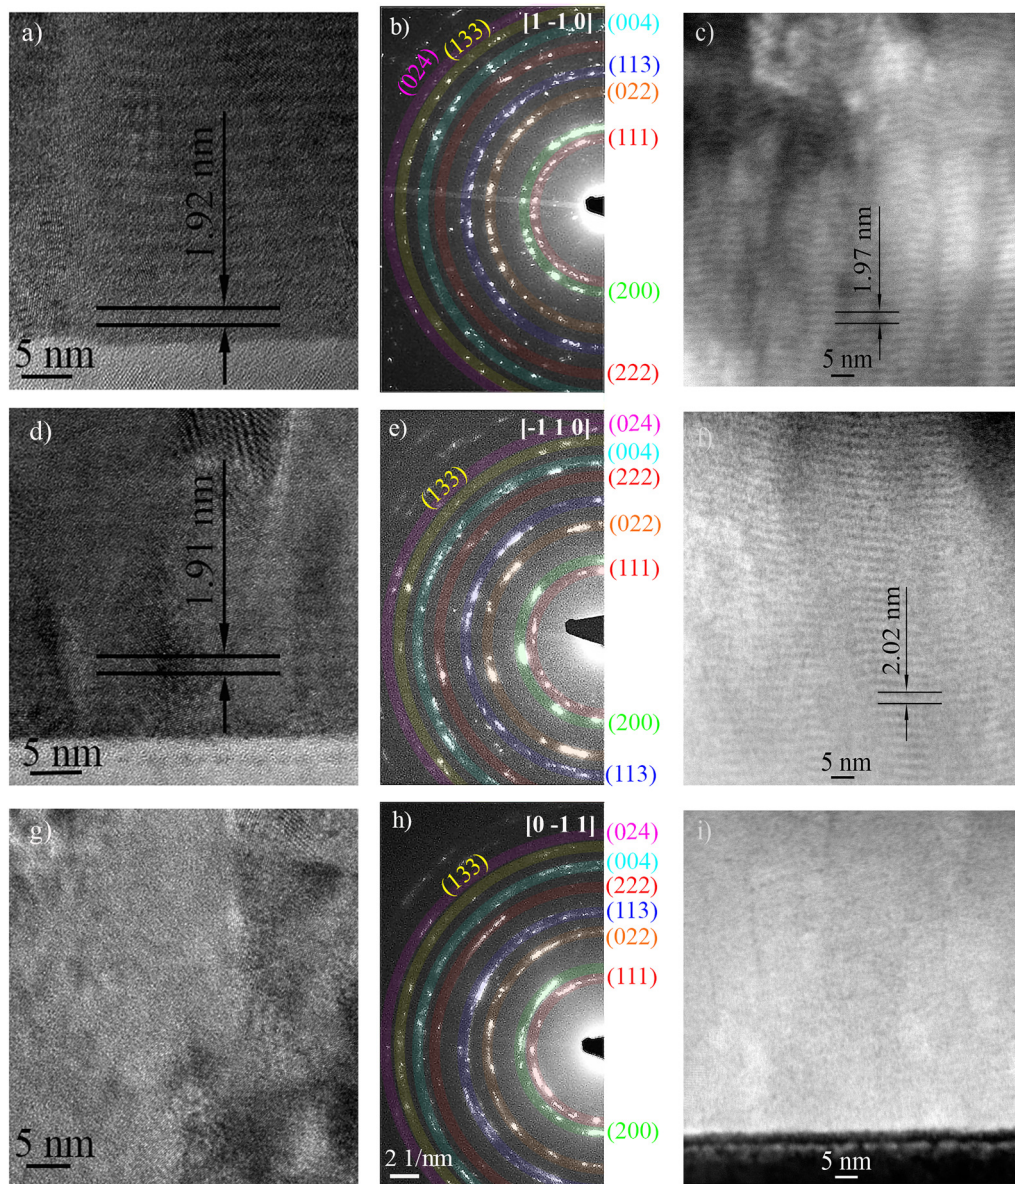 a)
1.92 nm
5 nm
b)
[1 -1 0]
(024)
(133)
(004)
(113)
(022)
(111)
(200)
(222)
c)
1.97 nm
5 nm
d)
1.91 nm
5 nm
e)
[-1 1 0]
(133)
(024)
(004)
(222)
(022)
(111)
(200)
(113)
f)
2.02 nm
5 nm
g)
5 nm
h)
[0 -1 1]
(133)
(024)
(004)
(222)
(113)
(022)
(111)
(200)
2 1/nm
i)
5 nm